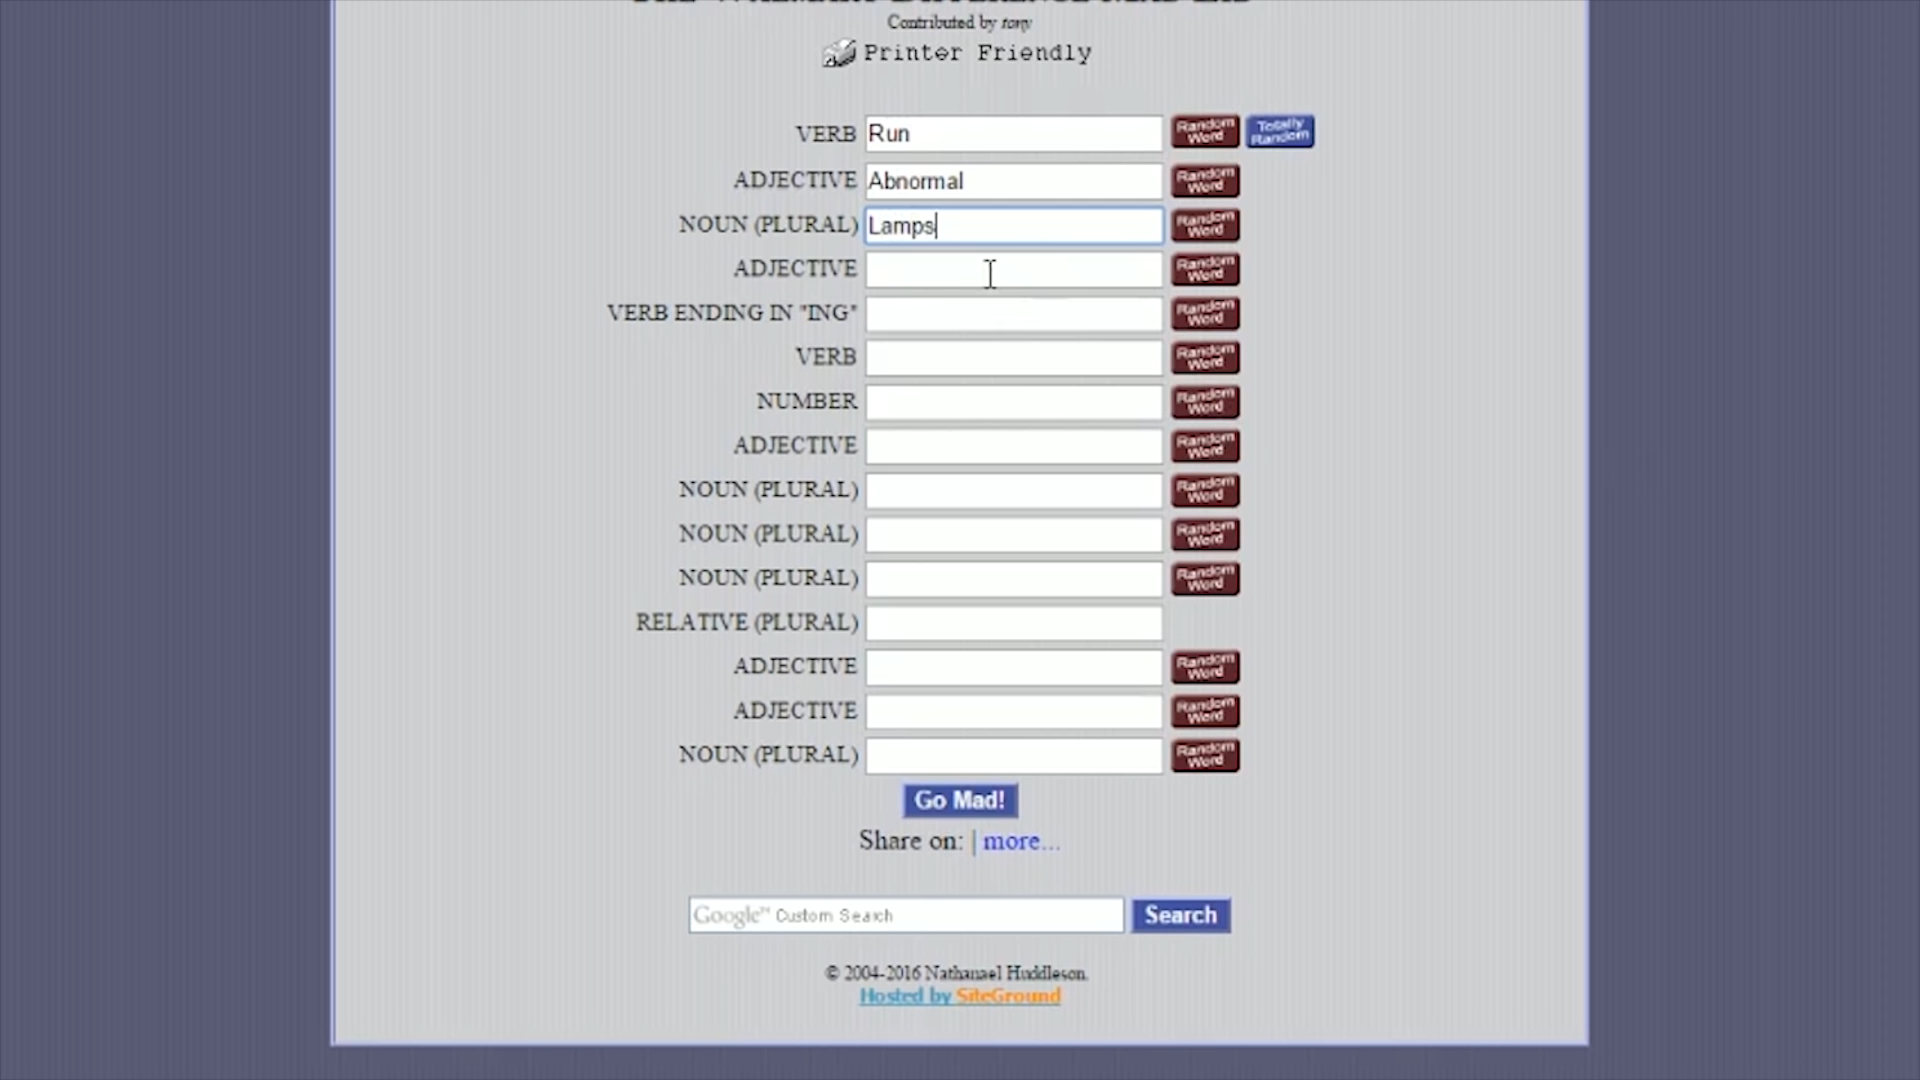 Contributed by tony
Printer Friendly
VERB Run Random Word Totally Random
ADJECTIVE Abnormal Random Word
NOUN (PLURAL) Lamps Random Word
ADJECTIVE Random Word
VERB ENDING IN "ING" Random Word
VERB Random Word
NUMBER Random Word
ADJECTIVE Random Word
NOUN (PLURAL) Random Word
NOUN (PLURAL) Random Word
NOUN (PLURAL) Random Word
RELATIVE (PLURAL)
ADJECTIVE Random Word
ADJECTIVE Random Word
NOUN (PLURAL) Random Word
Go Mad!
Share on: | more...
Google™ Custom Search Search
© 2004-2016 Nathanael Huddleson.
Hosted by SiteGround